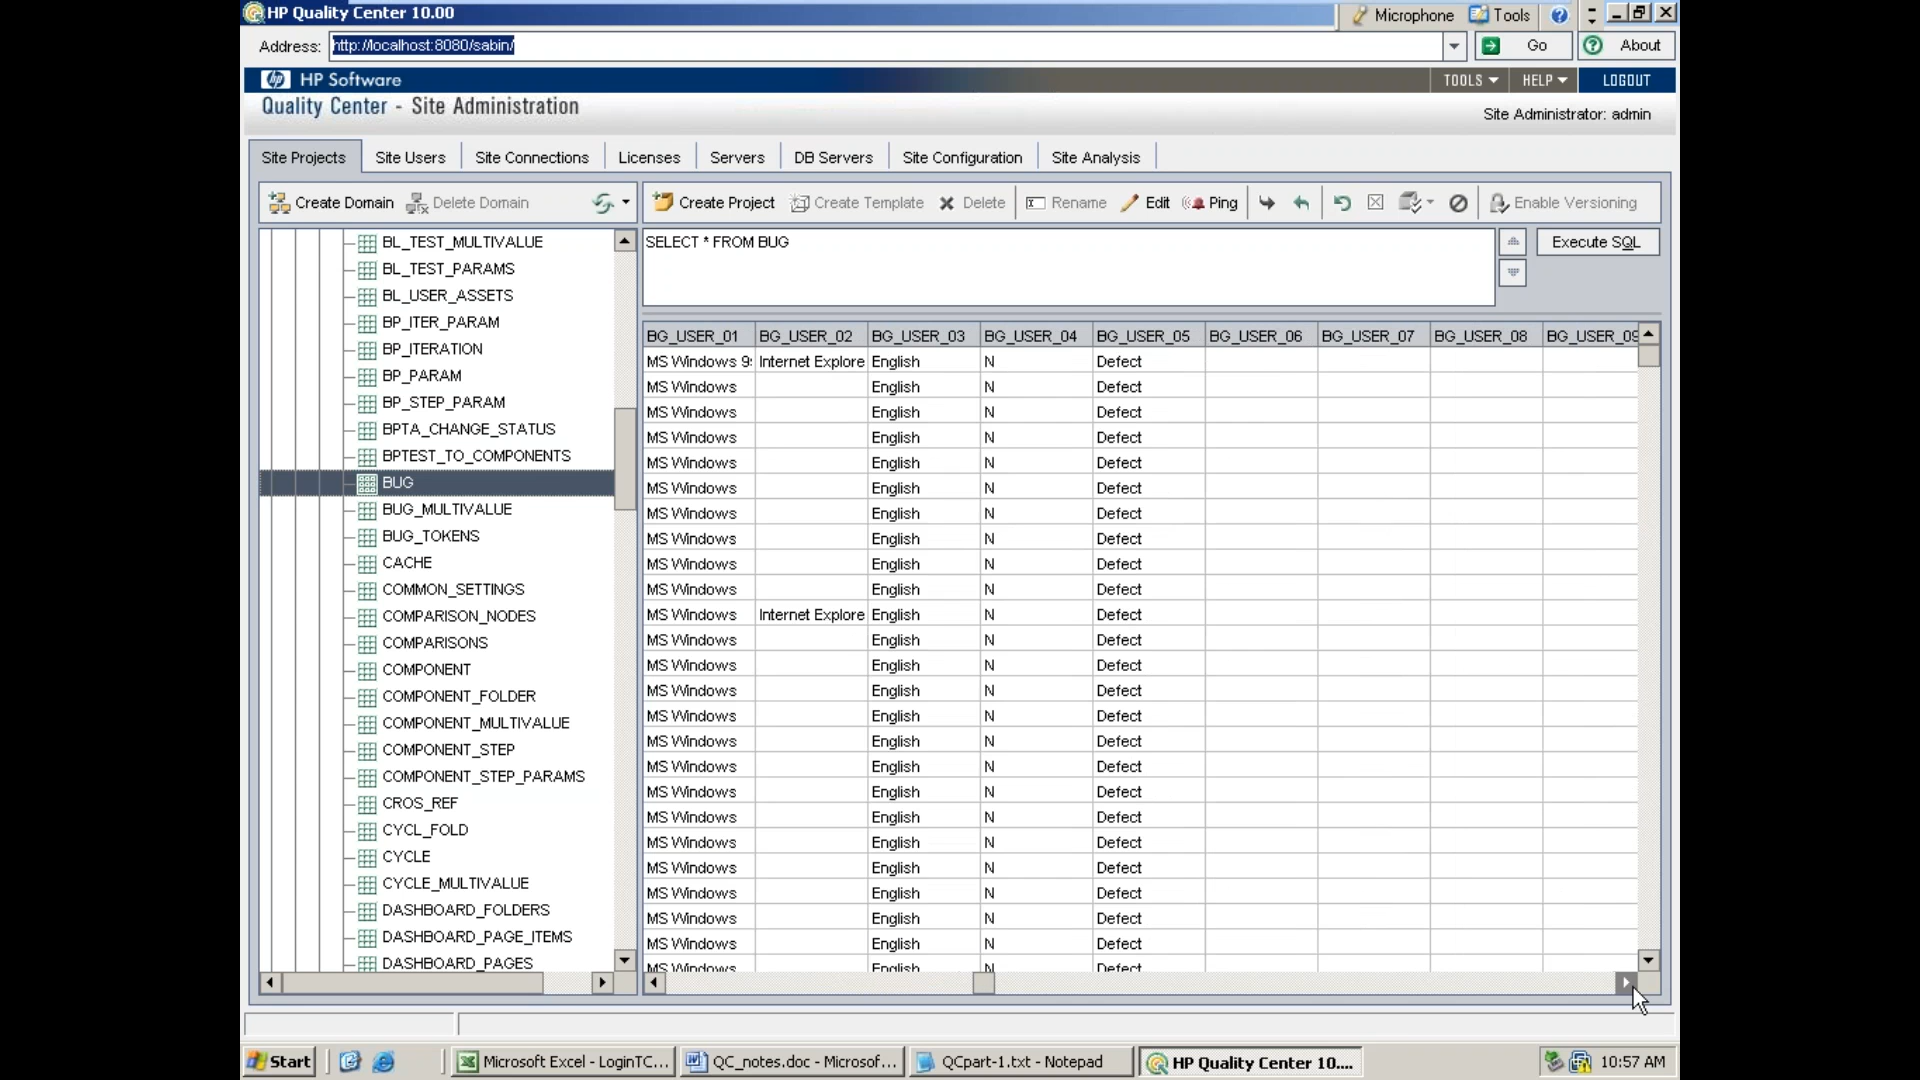 HP Quality Center 10.00
Microphone Tools
Address: http://localhost:8080/sabin/ Go About
hp HP Software TOOLS HELP LOGOUT
Quality Center - Site Administration
Site Administrator: admin
Site Projects Site Users Site Connections Licenses Servers DB Servers Site Configuration Site Analysis
Create Domain Delete Domain Create Project Create Template Delete Rename Edit Ping Enable Versioning
BL_TEST_MULTIVALUE
BL_TEST_PARAMS
BL_USER_ASSETS
BP_ITER_PARAM
BP_ITERATION
BP_PARAM
BP_STEP_PARAM
BPTA_CHANGE_STATUS
BPTEST_TO_COMPONENTS
BUG
BUG_MULTIVALUE
BUG_TOKENS
CACHE
COMMON_SETTINGS
COMPARISON_NODES
COMPARISONS
COMPONENT
COMPONENT_FOLDER
COMPONENT_MULTIVALUE
COMPONENT_STEP
COMPONENT_STEP_PARAMS
CROS_REF
CYCL_FOLD
CYCLE
CYCLE_MULTIVALUE
DASHBOARD_FOLDERS
DASHBOARD_PAGE_ITEMS
DASHBOARD_PAGES
SELECT * FROM BUG Execute SQL
BG_USER_01 BG_USER_02 BG_USER_03 BG_USER_04 BG_USER_05 BG_USER_06 BG_USER_07 BG_USER_08 BG_USER_09
MS Windows 9 Internet Explore English N Defect
MS Windows English N Defect
MS Windows English N Defect
MS Windows English N Defect
MS Windows English N Defect
MS Windows English N Defect
MS Windows English N Defect
MS Windows English N Defect
MS Windows English N Defect
MS Windows English N Defect
MS Windows Internet Explore English N Defect
MS Windows English N Defect
MS Windows English N Defect
MS Windows English N Defect
MS Windows English N Defect
MS Windows English N Defect
MS Windows English N Defect
MS Windows English N Defect
MS Windows English N Defect
MS Windows English N Defect
MS Windows English N Defect
MS Windows English N Defect
MS Windows English N Defect
MS Windows English N Defect
MS Windows English N Defect
Start Microsoft Excel - LoginTC... QC_notes.doc - Microsof... QCpart-1.txt - Notepad HP Quality Center 10.... 10:57 AM